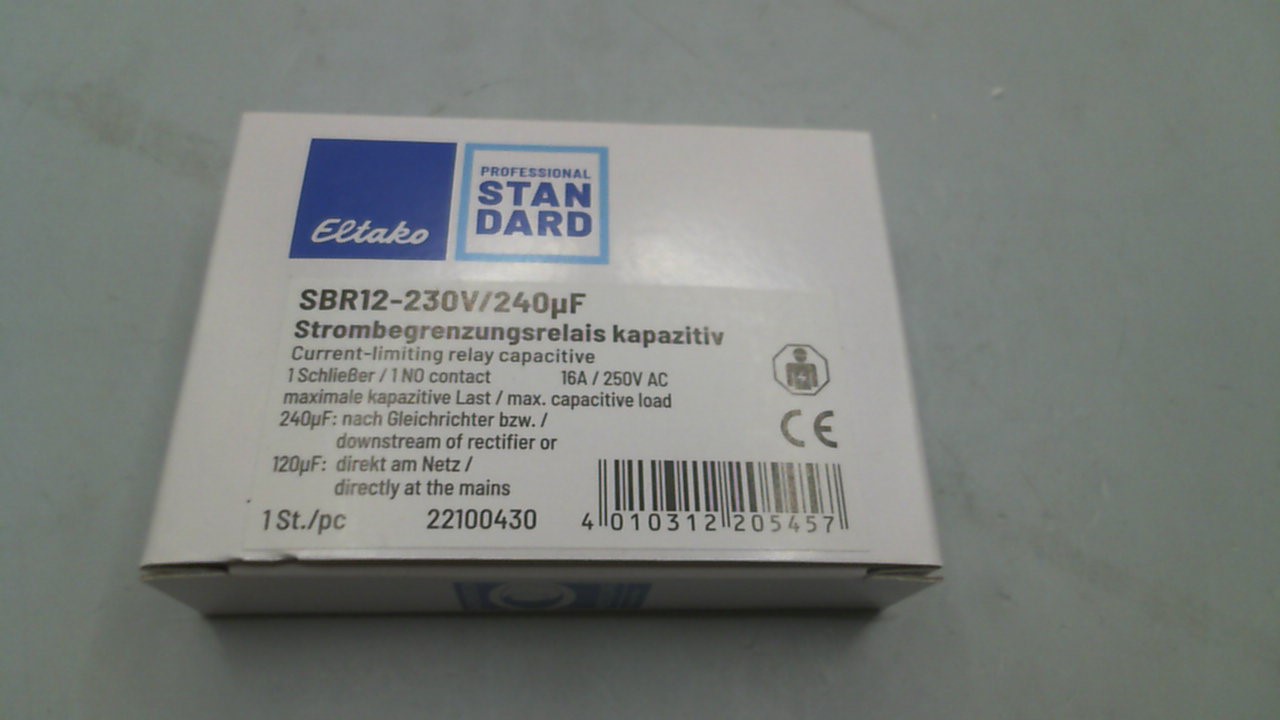 Eltako
PROFESSIONAL
STAN
DARD
SBR12-230V/240µF
Strombegrenzungsrelais kapazitiv
Current-limiting relay capacitive
1 Schließer / 1 NO contact 16A / 250V AC
maximale kapazitive Last / max. capacitive load
240µF: nach Gleichrichter bzw. /
downstream of rectifier or
120µF: direkt am Netz /
directly at the mains
1 St./pc 22100430 4 010312 205457
CE